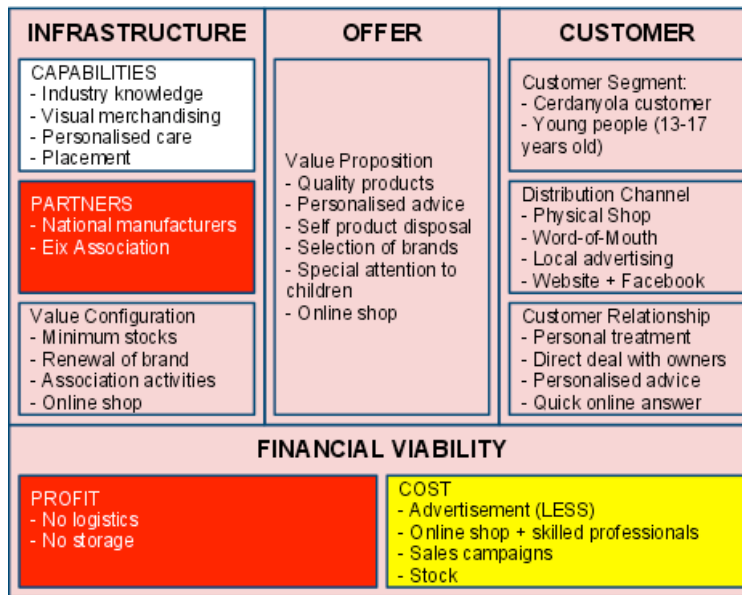 INFRASTRUCTURE
CAPABILITIES
- Industry knowledge
- Visual merchandising
- Personalised care
- Placement
PARTNERS
- National manufacturers
- Eix Association
Value Configuration
- Minimum stocks
- Renewal of brand
- Association activities
- Online shop
OFFER
Value Proposition
- Quality products
- Personalised advice
- Self product disposal
- Selection of brands
- Special attention to
children
- Online shop
CUSTOMER
Customer Segment:
- Cerdanyola customer
- Young people (13-17
years old)
Distribution Channel
- Physical Shop
- Word-of-Mouth
- Local advertising
- Website + Facebook
Customer Relationship
- Personal treatment
- Direct deal with owners
- Personalised advice
- Quick online answer
FINANCIAL VIABILITY
PROFIT
- No logistics
- No storage
COST
- Advertisement (LESS)
- Online shop + skilled professionals
- Sales campaigns
- Stock